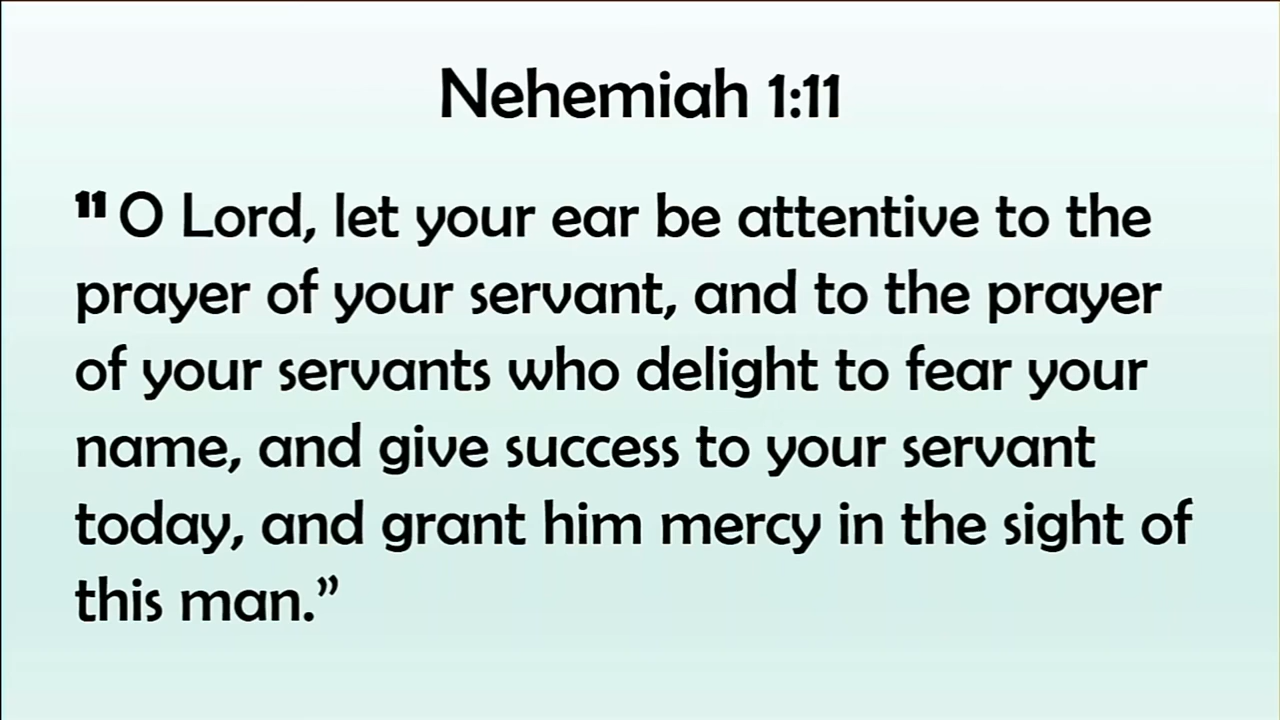 Nehemiah 1:11
¹¹ O Lord, let your ear be attentive to the
prayer of your servant, and to the prayer
of your servants who delight to fear your
name, and give success to your servant
today, and grant him mercy in the sight of
this man.”